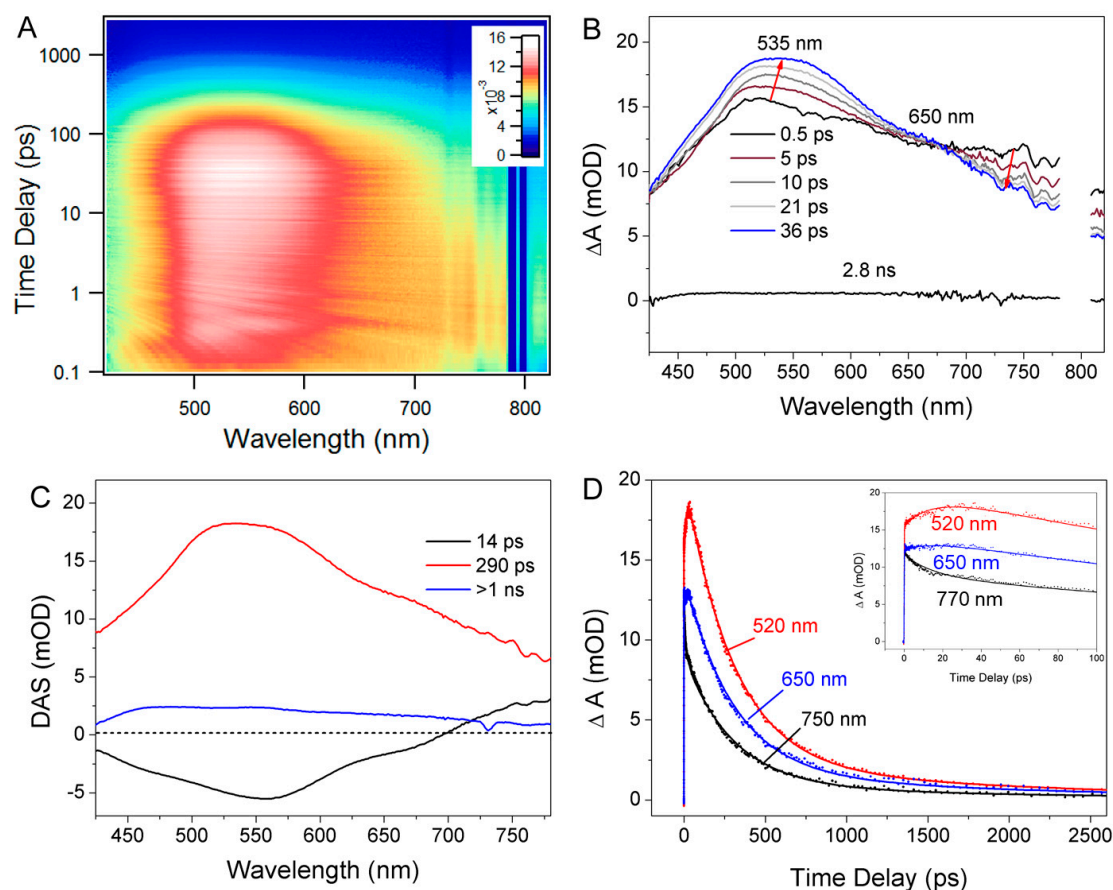 A
Time Delay (ps)
1000
100
10
1
0.1
500
600
700
800
Wavelength (nm)
16
12
8
4
0
x10⁻³
B
ΔA (mOD)
20
15
10
5
0
535 nm
650 nm
0.5 ps
5 ps
10 ps
21 ps
36 ps
2.8 ns
450
500
550
600
650
700
750
800
Wavelength (nm)
C
DAS (mOD)
20
15
10
5
0
-5
14 ps
290 ps
>1 ns
450
500
550
600
650
700
750
Wavelength (nm)
D
Δ A (mOD)
20
15
10
5
0
520 nm
650 nm
750 nm
0
500
1000
1500
2000
2500
Time Delay (ps)
Δ A (mOD)
20
15
10
5
0
520 nm
650 nm
770 nm
0
20
40
60
80
100
Time Delay (ps)